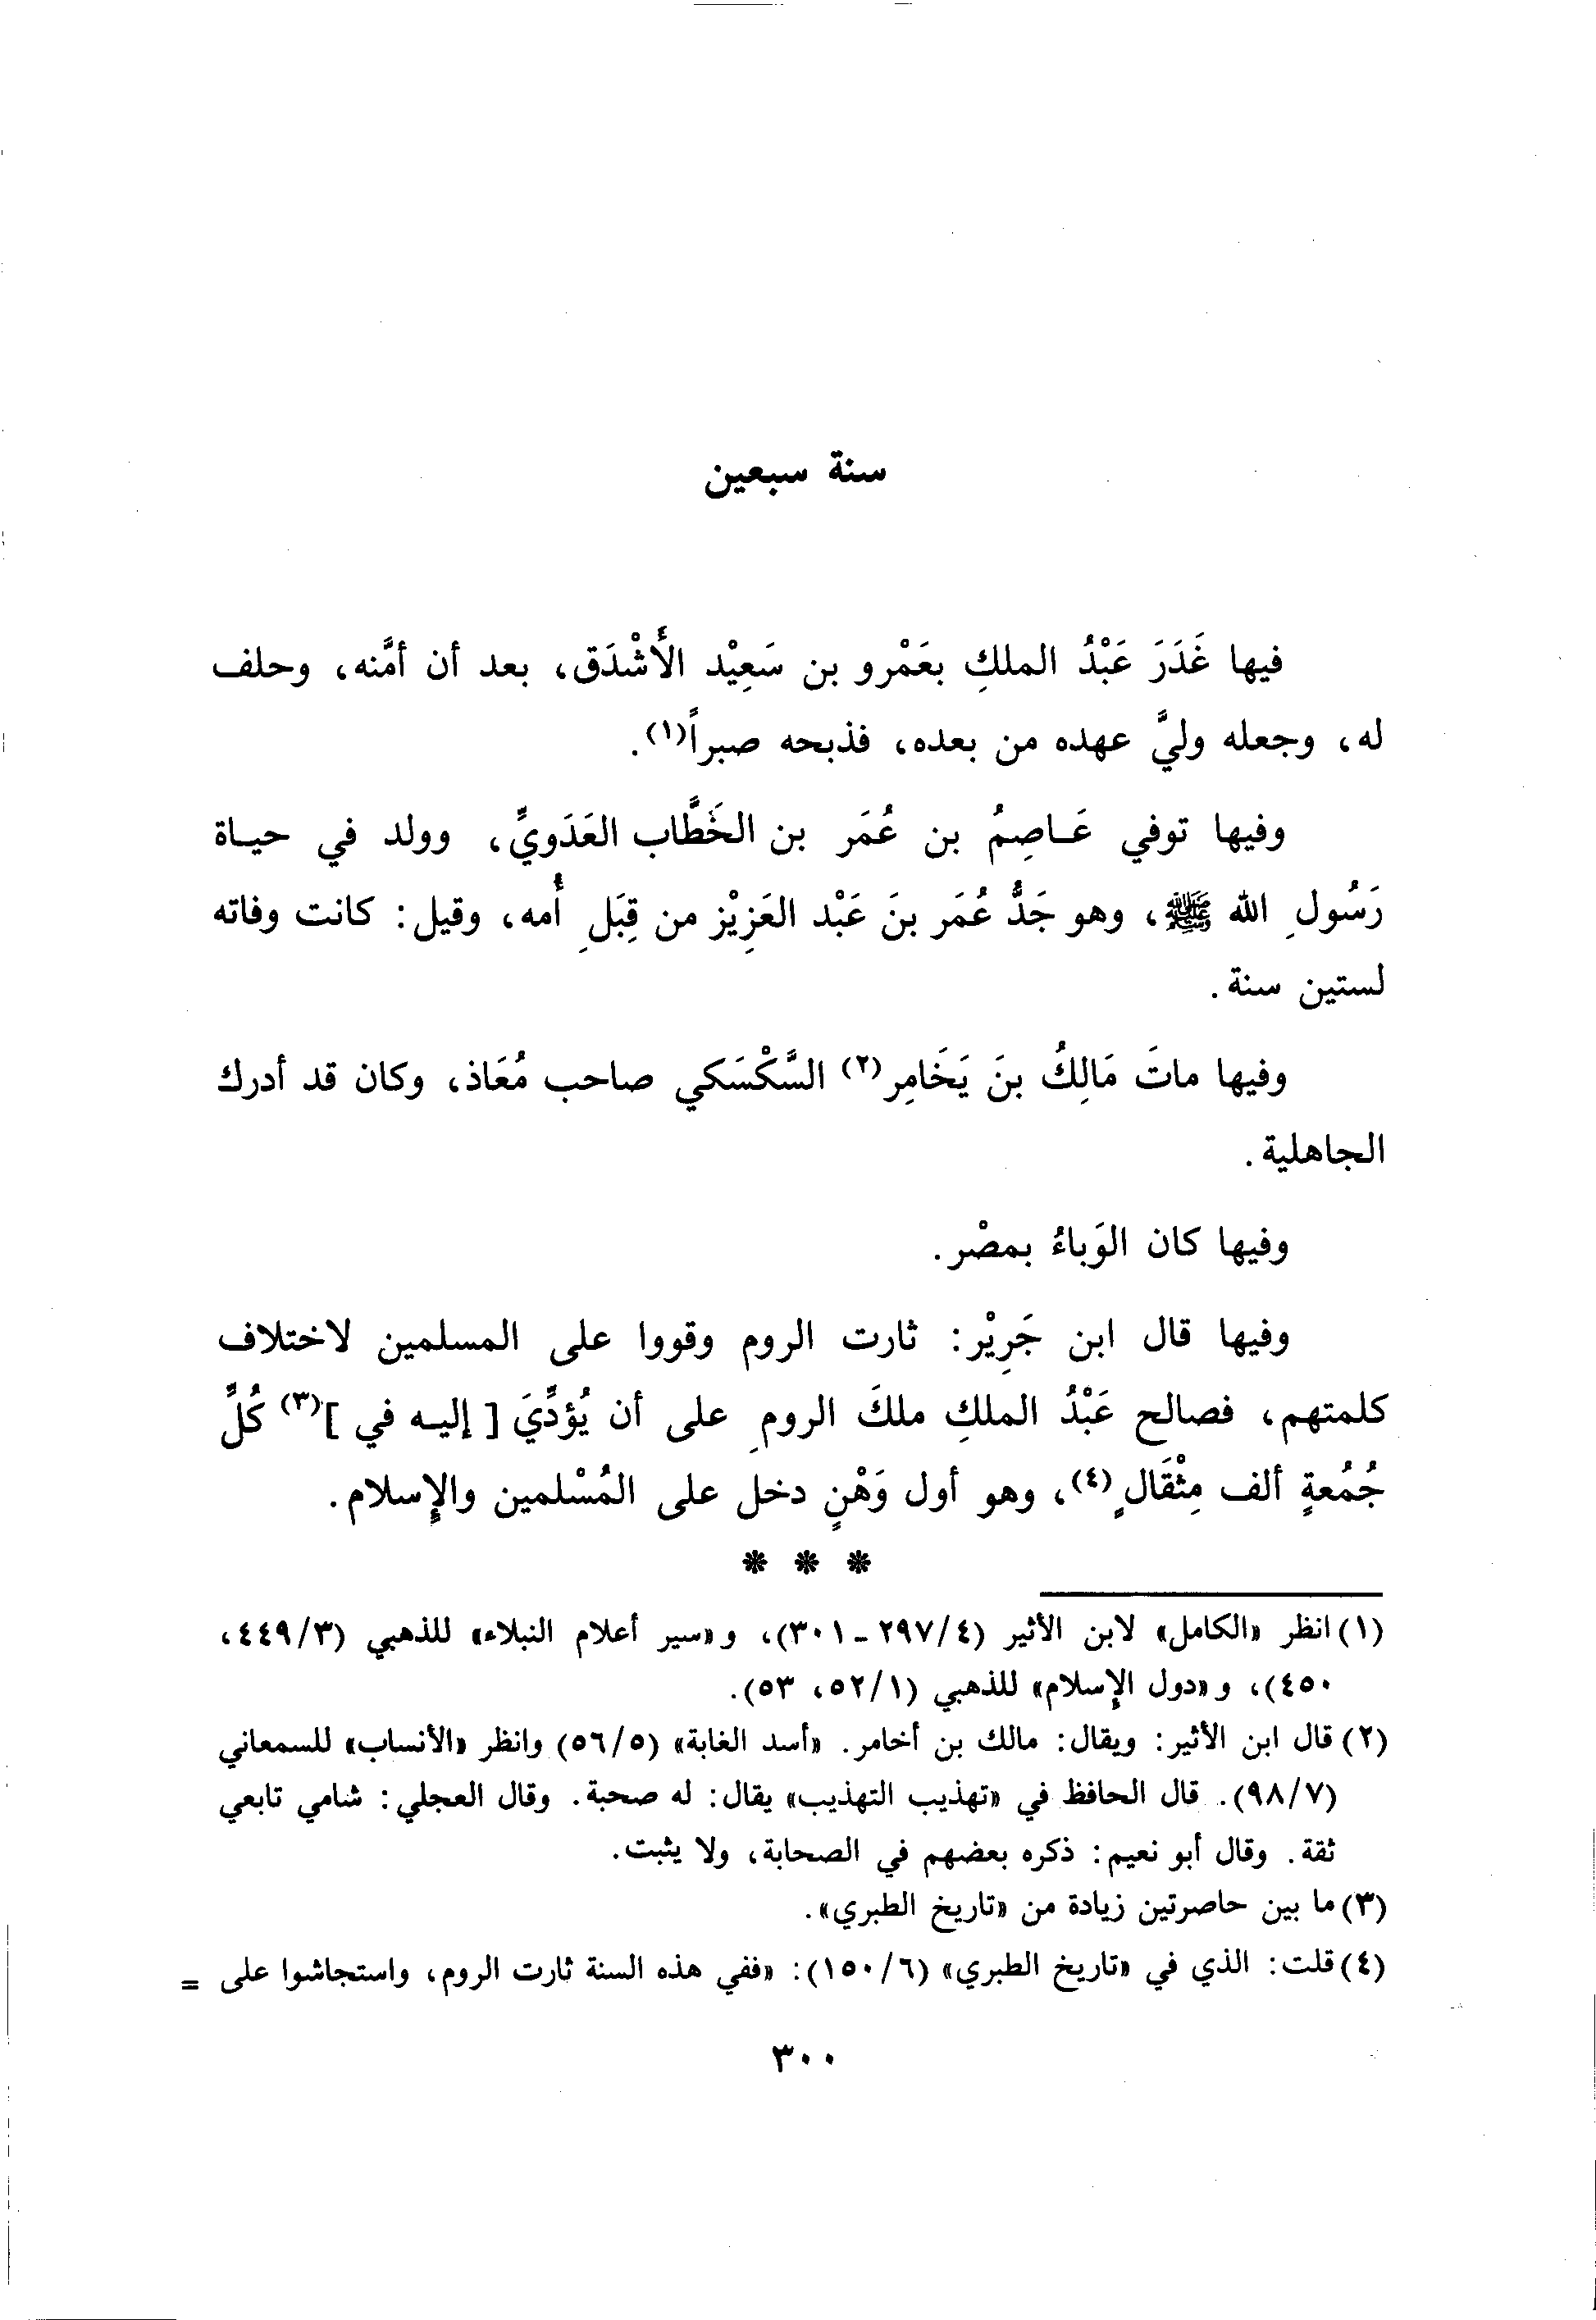 سنة سبعين
فيها غَدَرَ عَبْدُ الملكِ بعَمْرو بن سَعِيْد الأَشْدَق، بعد أن أمَّنه، وحلف
له، وجعله وليَّ عهده من بعده، فذبحه صبراً(١).
وفيها توفي عَاصِمُ بن عُمَر بن الخَطَّاب العَدَويِّ، وولد في حياة
رَسُولِ الله ﷺ، وهو جَدُّ عُمَر بنَ عَبْد العَزِيْز من قِبَلِ أُمه، وقيل: كانت وفاته
لستين سنة.
وفيها ماتَ مَالِكُ بنَ يَخَامِر(٢) السَّكْسَكي صاحب مُعَاذ، وكان قد أدرك
الجاهلية.
وفيها كان الوَباءُ بمصْر.
وفيها قال ابن جَرِيْر: ثارت الروم وقووا على المسلمين لاختلاف
كلمتهم، فصالح عَبْدُ الملكِ ملكَ الرومِ على أن يُؤدِّيَ [ إليه في ](٣) كُلِّ
جُمُعةٍ ألف مِثْقَالٍ(٤)، وهو أول وَهْنٍ دخل على المُسْلمين والإِسلام.
* * *
(١) انظر «الكامل» لابن الأثير (٤/ ٢٩٧ - ٣٠١)، و«سير أعلام النبلاء» للذهبي (٣/ ٤٤٩،
٤٥٠)، و«دول الإِسلام» للذهبي (١/ ٥٢، ٥٣).
(٢) قال ابن الأثير: ويقال: مالك بن أخامر. «أسد الغابة» (٥/ ٥٦) وانظر «الأنساب» للسمعاني
(٧/ ٩٨). قال الحافظ في «تهذيب التهذيب» يقال: له صحبة. وقال العجلي: شامي تابعي
ثقة. وقال أبو نعيم: ذكره بعضهم في الصحابة، ولا يثبت.
(٣) ما بين حاصرتين زيادة من «تاريخ الطبري».
(٤) قلت: الذي في «تاريخ الطبري» (٦/ ١٥٠): «ففي هذه السنة ثارت الروم، واستجاشوا على =
٣٠٠